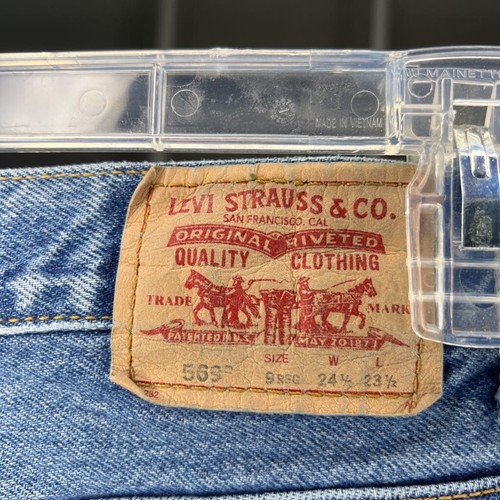 MAINETTI
MADE IN VIETNAM
LEVI STRAUSS & CO.
SAN FRANCISCO, CAL
ORIGINAL RIVETED
QUALITY CLOTHING
TRADE MARK
PATENTED U.S. MAY 20 1873
SIZE W L
569 9 REG 24½ 23½